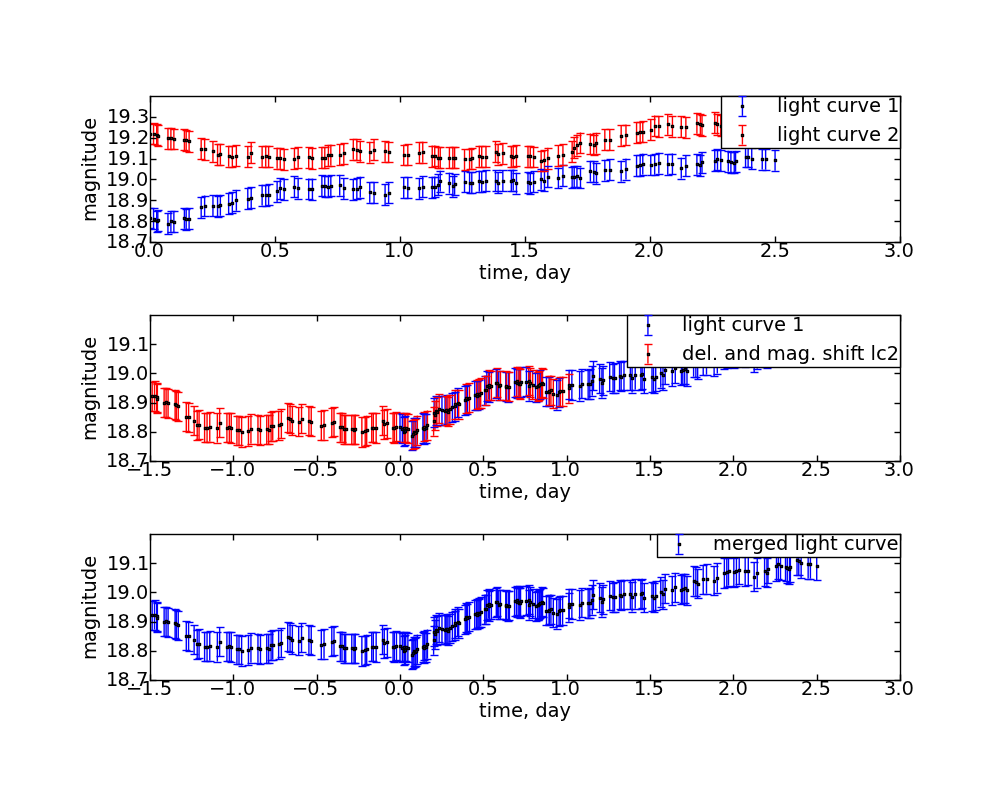 light curve 1
light curve 2
magnitude
19.3
19.2
19.1
19.0
18.9
18.8
18.7
0.0 0.5 1.0 1.5 2.0 2.5 3.0
time, day
light curve 1
del. and mag. shift lc2
magnitude
19.1
19.0
18.9
18.8
18.7
−1.5 −1.0 −0.5 0.0 0.5 1.0 1.5 2.0 2.5 3.0
time, day
merged light curve
magnitude
19.1
19.0
18.9
18.8
18.7
−1.5 −1.0 −0.5 0.0 0.5 1.0 1.5 2.0 2.5 3.0
time, day